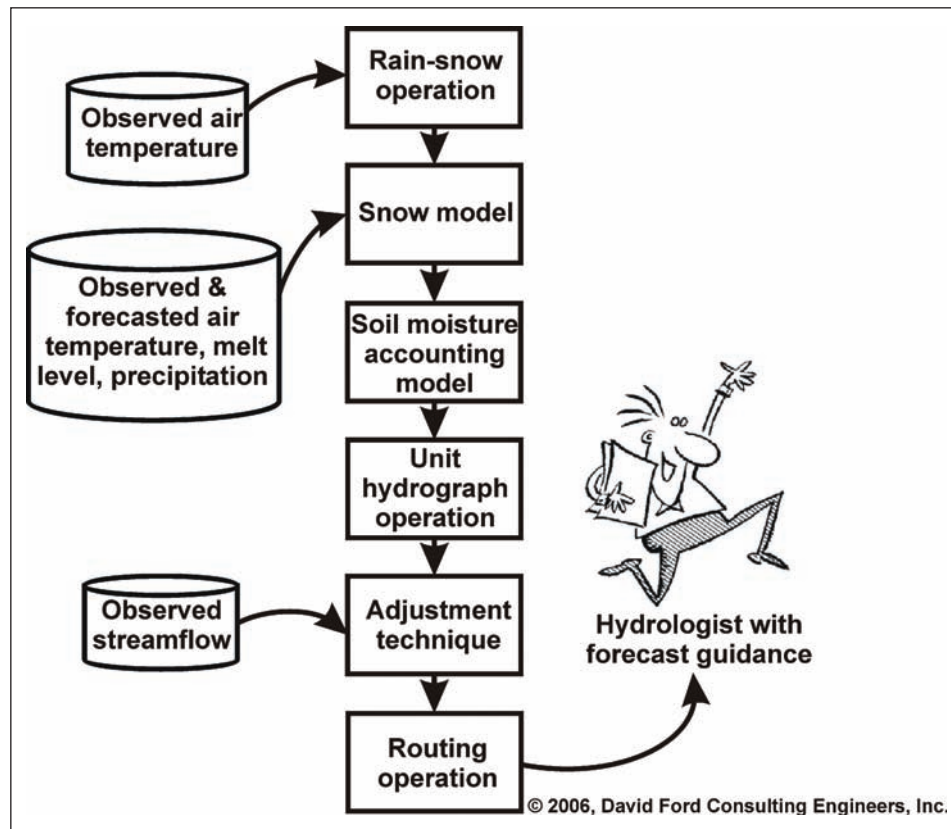 Rain-snow
operation
Observed air
temperature
Snow model
Observed &
forecasted air
temperature, melt
level, precipitation
Soil moisture
accounting
model
Unit
hydrograph
operation
Observed
streamflow
Adjustment
technique
Hydrologist with
forecast guidance
Routing
operation
© 2006, David Ford Consulting Engineers, Inc.